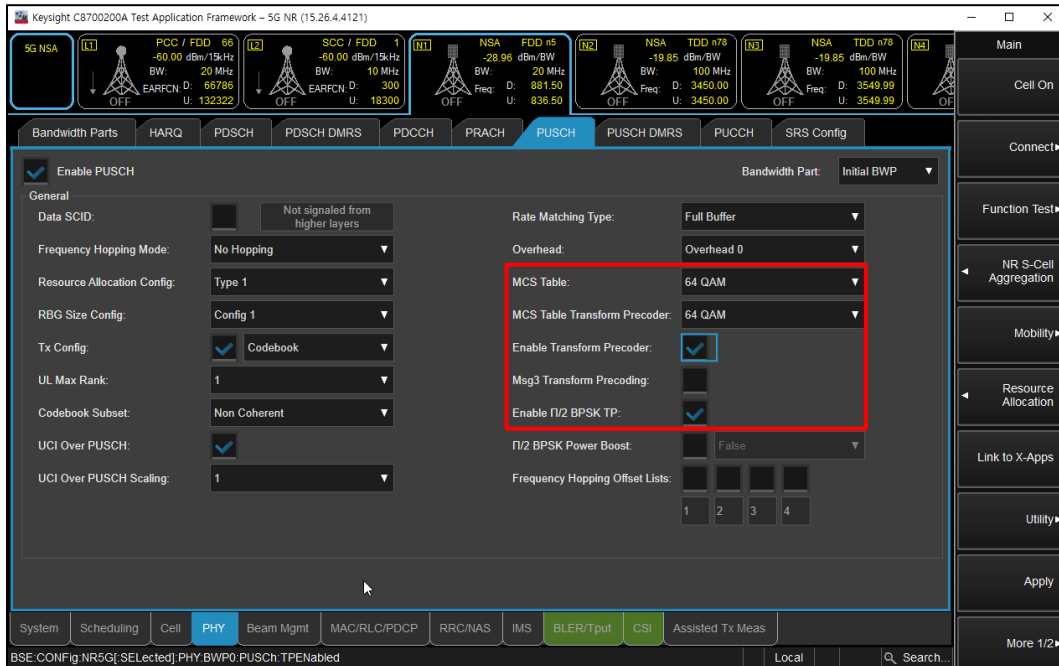 Keysight C8700200A Test Application Framework – 5G NR (15.26.4.4121)
5G NSA
L1 PCC / FDD 66
-60.00 dBm/15kHz
BW: 20 MHz
EARFCN: D: 66786
OFF U: 132322
L2 SCC / FDD 1
-60.00 dBm/15kHz
BW: 10 MHz
EARFCN: D: 300
OFF U: 18300
N1 NSA FDD n5
-28.96 dBm/BW
BW: 20 MHz
Freq: D: 881.50
OFF U: 836.50
N2 NSA TDD n78
-19.85 dBm/BW
BW: 100 MHz
Freq: D: 3450.00
OFF U: 3450.00
N3 NSA TDD n78
-19.85 dBm/BW
BW: 100 MHz
Freq: D: 3549.99
OFF U: 3549.99
N4
Bandwidth Parts HARQ PDSCH PDSCH DMRS PDCCH PRACH PUSCH PUSCH DMRS PUCCH SRS Config
Enable PUSCH
Bandwidth Part: Initial BWP
General
Data SCID: Not signaled from
higher layers
Frequency Hopping Mode: No Hopping
Resource Allocation Config: Type 1
RBG Size Config: Config 1
Tx Config: Codebook
UL Max Rank: 1
Codebook Subset: Non Coherent
UCI Over PUSCH:
UCI Over PUSCH Scaling: 1
Rate Matching Type: Full Buffer
Overhead: Overhead 0
MCS Table: 64 QAM
MCS Table Transform Precoder: 64 QAM
Enable Transform Precoder:
Msg3 Transform Precoding:
Enable Π/2 BPSK TP:
Π/2 BPSK Power Boost: False
Frequency Hopping Offset Lists:
1 2 3 4
System Scheduling Cell PHY Beam Mgmt MAC/RLC/PDCP RRC/NAS IMS BLER/Tput CSI Assisted Tx Meas
BSE:CONFig:NR5G[:SELected]:PHY:BWP0:PUSCh:TPENabled
Local
Search...
Main
Cell On
Connect
Function Test
NR S-Cell
Aggregation
Mobility
Resource
Allocation
Link to X-Apps
Utility
Apply
More 1/2